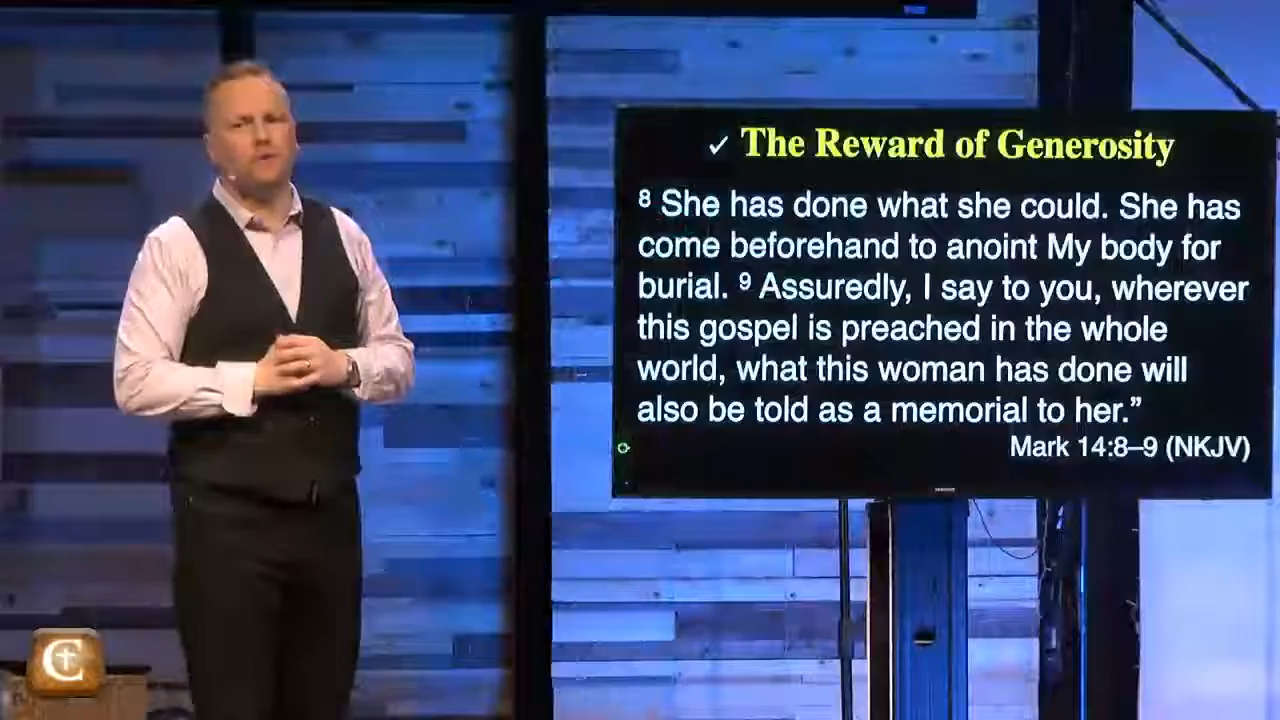 ✓ The Reward of Generosity
8 She has done what she could. She has
come beforehand to anoint My body for
burial. 9 Assuredly, I say to you, wherever
this gospel is preached in the whole
world, what this woman has done will
also be told as a memorial to her.”
Mark 14:8–9 (NKJV)
C